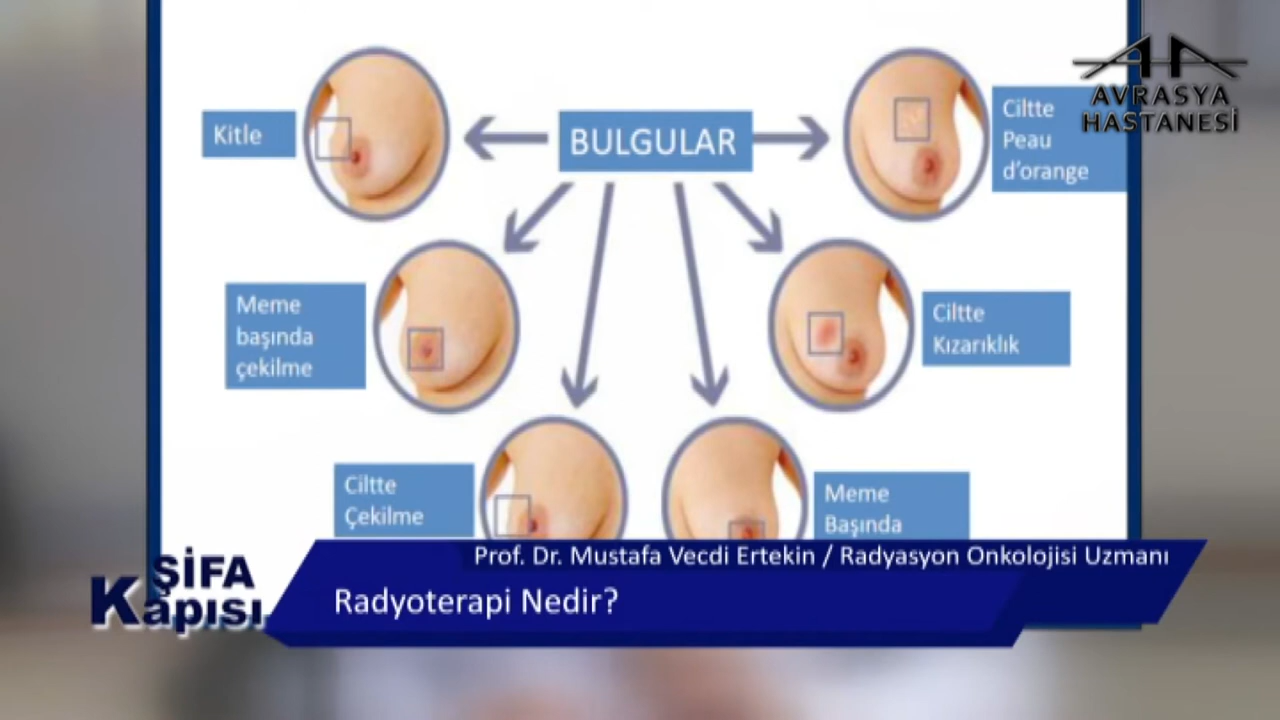 AVRASYA
HASTANESİ
Kitle
BULGULAR
Ciltte
Peau
d'orange
Meme
başında
çekilme
Ciltte
Kızarıklık
Ciltte
Çekilme
Meme
Başında
Prof. Dr. Mustafa Vecdi Ertekin / Radyasyon Onkolojisi Uzmanı
ŞİFA
Kapısı
Radyoterapi Nedir?